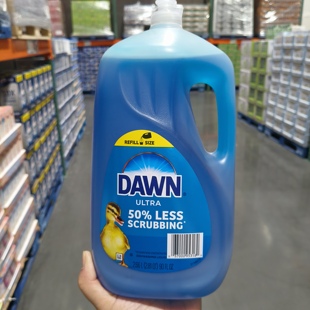 REFILL SIZE
DAWN
ULTRA
50% LESS
SCRUBBING*